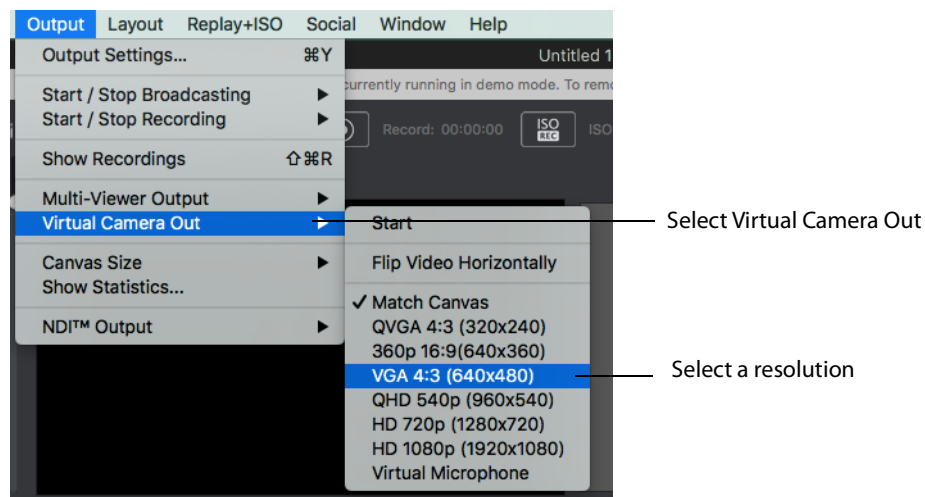 Output Layout Replay+ISO Social Window Help
Untitled 1
Output Settings... ⌘Y
currently running in demo mode. To remo
Start / Stop Broadcasting
Start / Stop Recording
Record: 00:00:00 ISO REC ISO
Show Recordings ⇧⌘R
Multi-Viewer Output
Virtual Camera Out
Start
Select Virtual Camera Out
Canvas Size
Show Statistics...
NDI™ Output
Flip Video Horizontally
✓ Match Canvas
QVGA 4:3 (320x240)
360p 16:9(640x360)
VGA 4:3 (640x480)
Select a resolution
QHD 540p (960x540)
HD 720p (1280x720)
HD 1080p (1920x1080)
Virtual Microphone